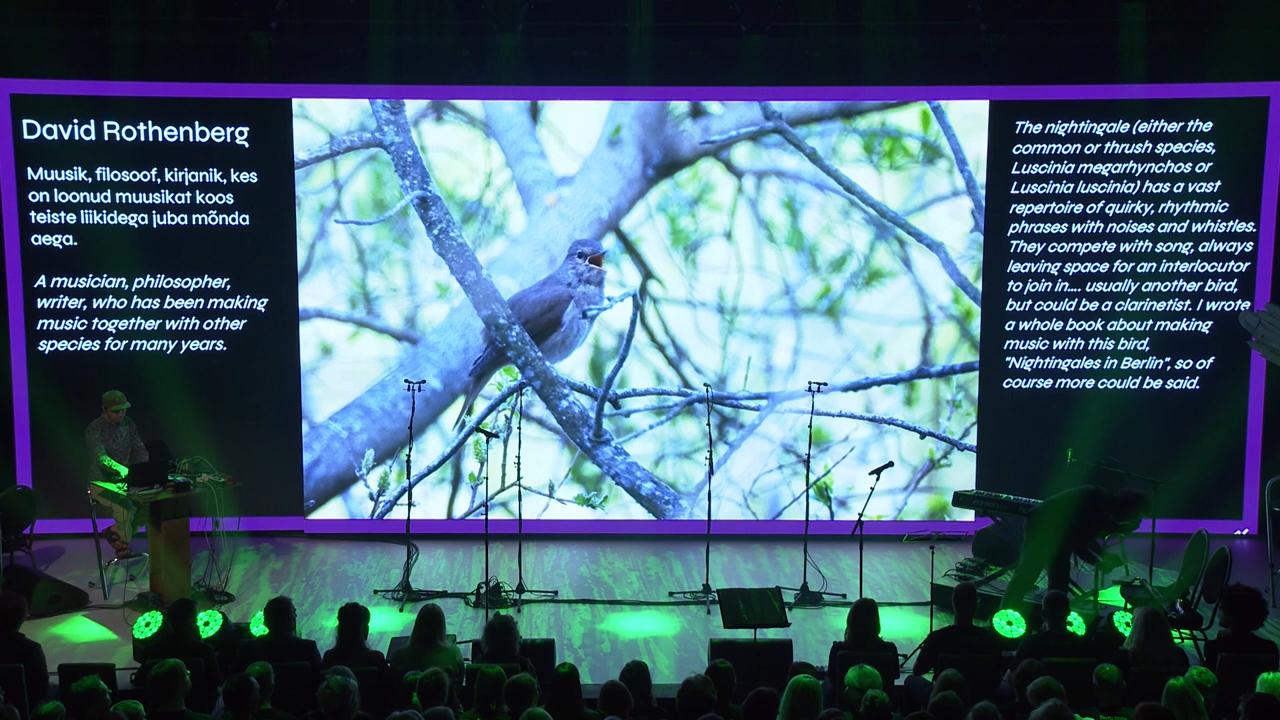 David Rothenberg
Muusik, filosoof, kirjanik, kes
on loonud muusikat koos
teiste liikidega juba mõnda
aega.
A musician, philosopher,
writer, who has been making
music together with other
species for many years.
The nightingale (either the
common or thrush species,
Luscinia megarhynchos or
Luscinia luscinia) has a vast
repertoire of quirky, rhythmic
phrases with noises and whistles.
They compete with song, always
leaving space for an interlocutor
to join in.... usually another bird,
but could be a clarinetist. I wrote
a whole book about making
music with this bird,
"Nightingales in Berlin", so of
course more could be said.